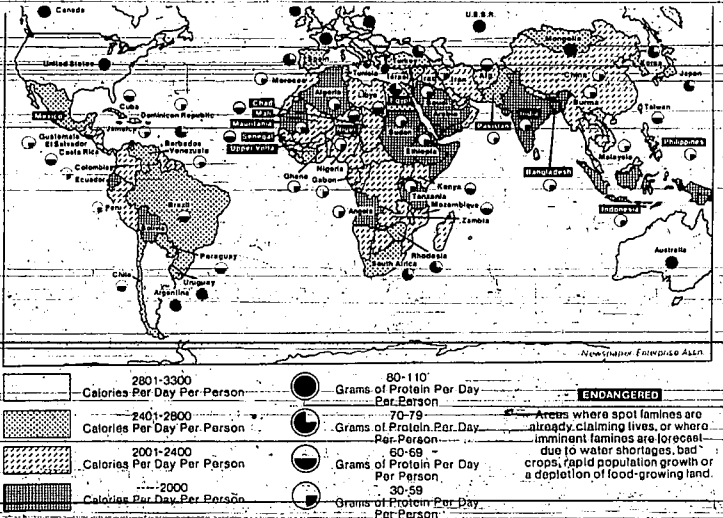 Canada
U.S.S.R.
United States
Spain
Turkey
Mongolia
Korea
Japan
Morocco
Tunisia
Iraq
Iran
Afg.
China
Algeria
Libya
Egypt
Saudi
Arabia
Mexico
Cuba
Dominican Republic
Jamaica
Chad
Mali
Mauritania
Senegal
Upper Volta
Niger
Sudan
Ethiopia
Pakistan
India
Burma
Taiwan
Guatemala
El Salvador
Costa Rica
Barbados
Venezuela
Colombia
Ecuador
Nigeria
Ghana
Gabon
Kenya
Tanzania
Mozambique
Zambia
Bangladesh
Malaysia
Philippines
Indonesia
Peru
Brazil
Bolivia
Angola
Paraguay
Rhodesia
South Africa
Australia
Chile
Uruguay
Argentina
Newspaper Enterprise Assn.
2801-3300
Calories Per Day Per Person
2401-2800
Calories Per Day Per Person
2001-2400
Calories Per Day Per Person
2000
Calories Per Day Per Person
80-110
Grams of Protein Per Day
Per Person
70-79
Grams of Protein Per Day
Per Person
60-69
Grams of Protein Per Day
Per Person
30-59
Grams of Protein Per Day
Per Person
ENDANGERED
Areas where spot famines are
already claiming lives, or where
imminent famines are forecast
due to water shortages, bad
crops, rapid population growth or
a depletion of food-growing land.